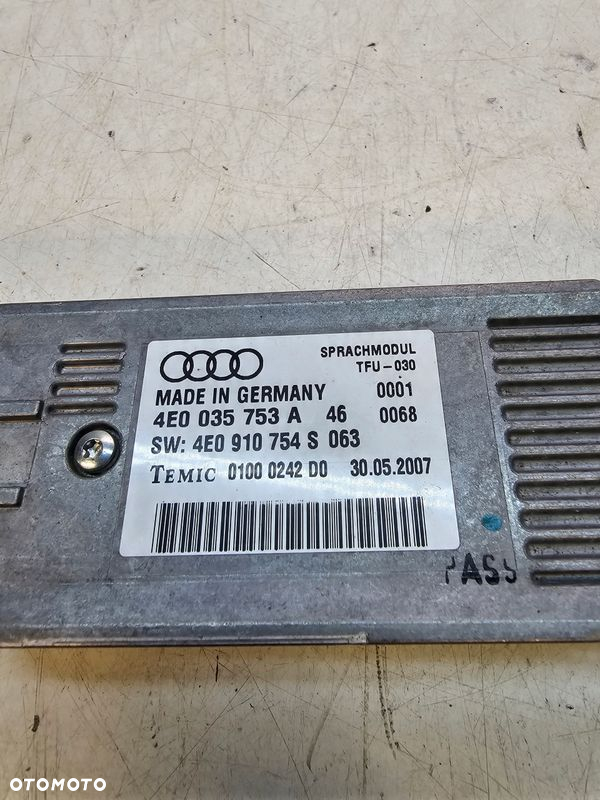 SPRACHMODUL
TFU-030
MADE IN GERMANY 0001
4E0 035 753 A 46 0068
SW: 4E0 910 754 S 063
TEMIC 0100 0242 D0 30.05.2007
PASS
OTOMOTO